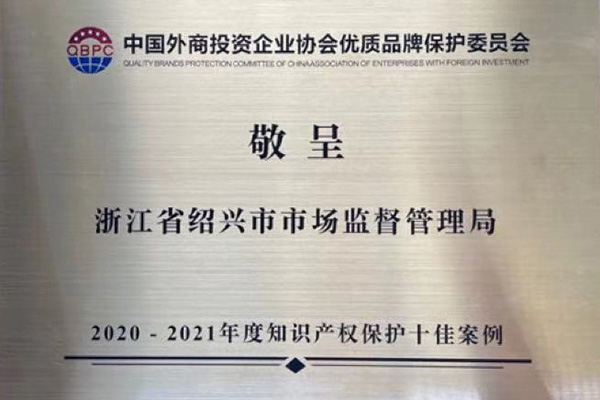 QBPC
中国外商投资企业协会优质品牌保护委员会
QUALITY BRANDS PROTECTION COMMITTEE OF CHINA ASSOCIATION OF ENTERPRISES WITH FOREIGN INVESTMENT
敬呈
浙江省绍兴市市场监督管理局
2020 - 2021年度知识产权保护十佳案例